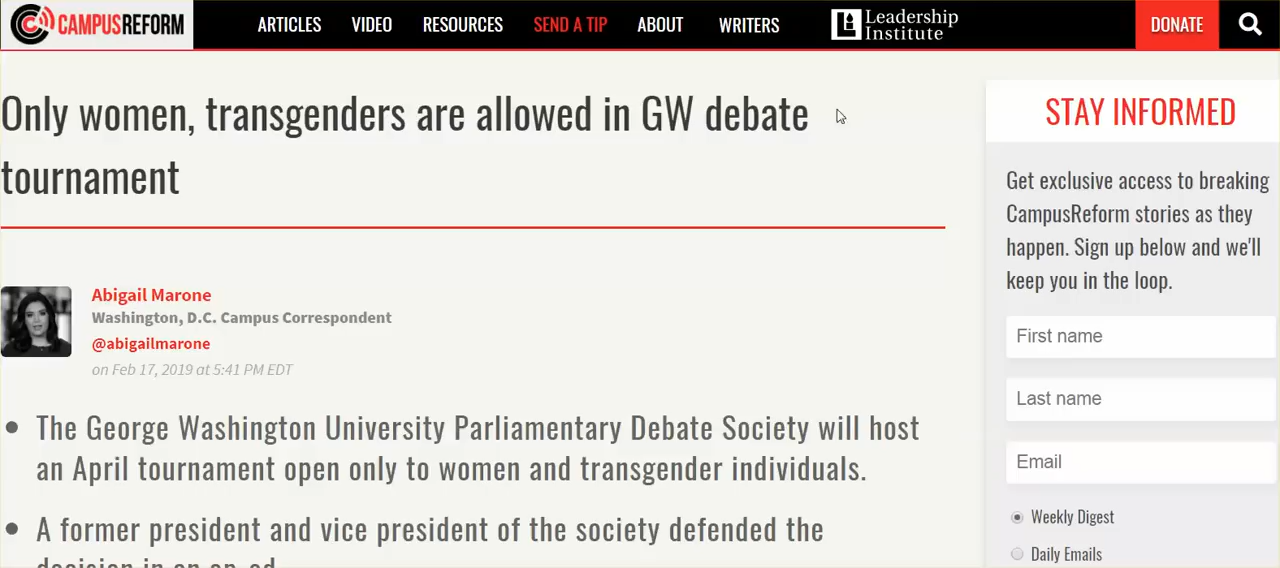 CAMPUSREFORM
ARTICLES VIDEO RESOURCES SEND A TIP ABOUT WRITERS
Leadership
Institute
DONATE
Only women, transgenders are allowed in GW debate
tournament
Abigail Marone
Washington, D.C. Campus Correspondent
@abigailmarone
on Feb 17, 2019 at 5:41 PM EDT
• The George Washington University Parliamentary Debate Society will host
an April tournament open only to women and transgender individuals.
• A former president and vice president of the society defended the
decision in an op-ed
STAY INFORMED
Get exclusive access to breaking
CampusReform stories as they
happen. Sign up below and we'll
keep you in the loop.
First name
Last name
Email
Weekly Digest
Daily Emails